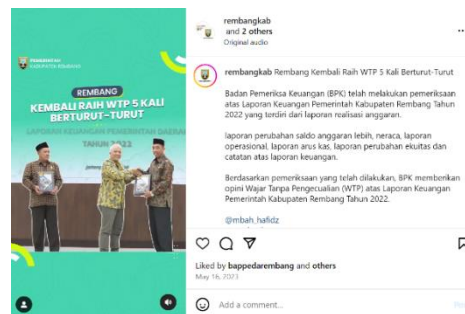 REMBANG
KEMBALI RAIH WTP 5 KALI
BERTURUT-TURUT
LAPORAN KEUANGAN PEMERINTAH DAERAH
TAHUN 2022
rembangkab
and 2 others
Original audio
rembangkab Rembang Kembali Raih WTP 5 Kali Berturut-Turut
Badan Pemeriksa Keuangan (BPK) telah melakukan pemeriksaan
atas Laporan Keuangan Pemerintah Kabupaten Rembang Tahun
2022 yang terdiri dari laporan realisasi anggaran.
laporan perubahan saldo anggaran lebih, neraca, laporan
operasional, laporan arus kas, laporan perubahan ekuitas dan
catatan atas laporan keuangan.
Berdasarkan pemeriksaan yang telah dilakukan, BPK memberikan
opini Wajar Tanpa Pengecualian (WTP) atas Laporan Keuangan
Pemerintah Kabupaten Rembang Tahun 2022.
@mbah_hafidz
Liked by bappedarembang and others
May 16, 2023
Add a comment...